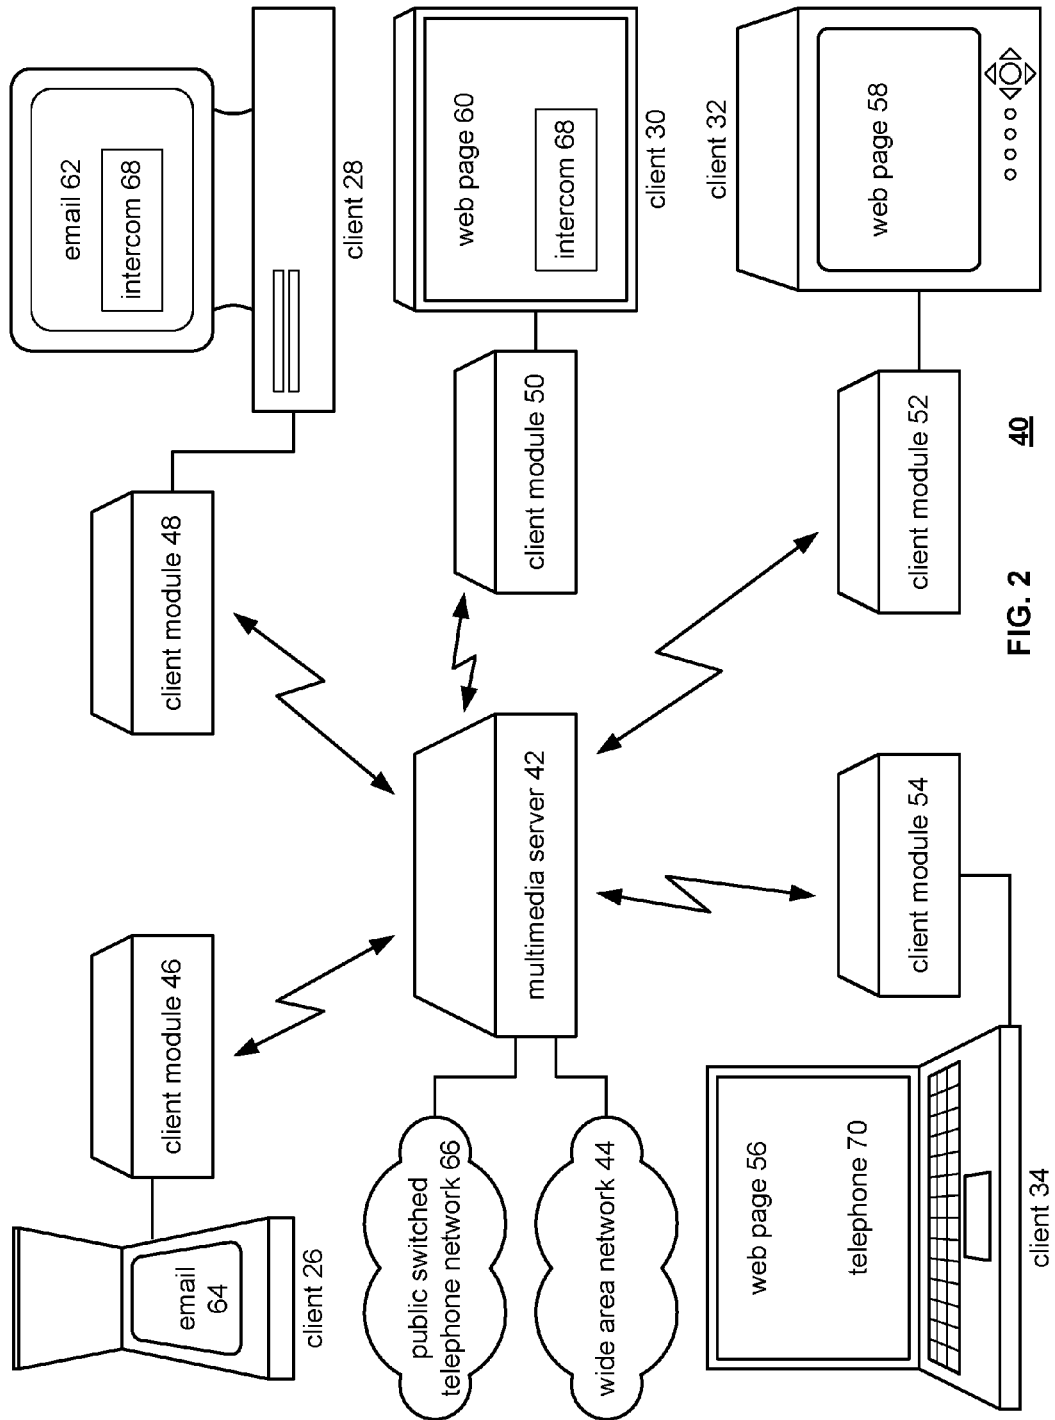 email
64
client 26
client module 46
client module 48
email 62
intercom 68
client 28
public switched
telephone network 66
wide area network 44
multimedia server 42
client module 50
web page 60
intercom 68
client 30
web page 56
telephone 70
client 34
client module 54
client module 52
client 32
web page 58
FIG. 2
40